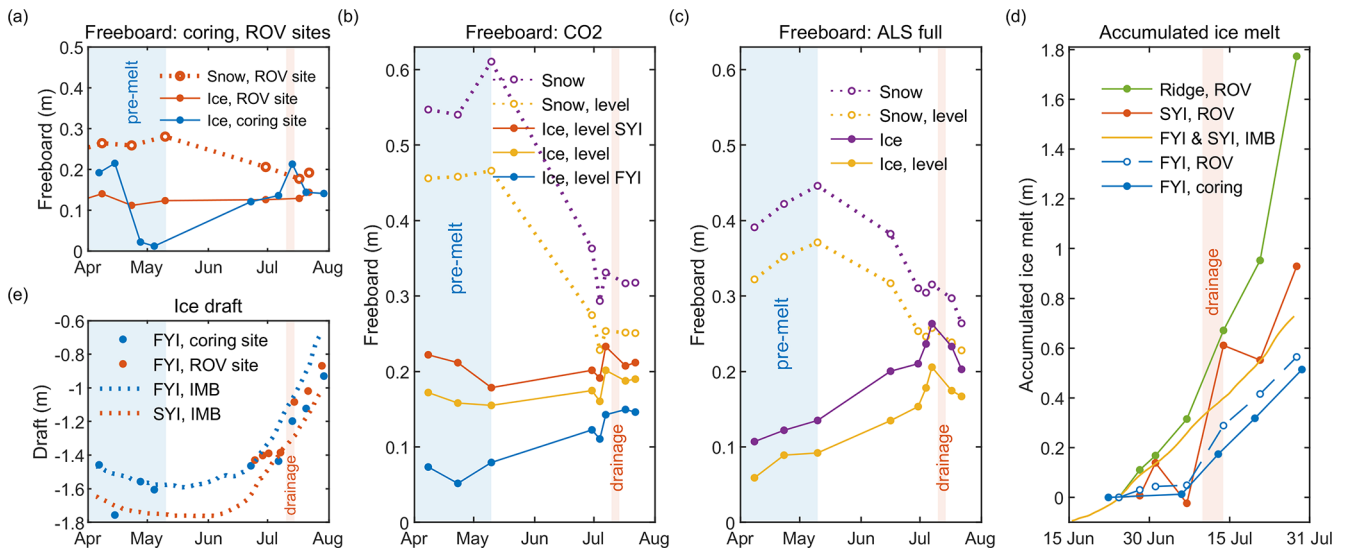 (a)
Freeboard: coring, ROV sites
Freeboard (m)
0.5
0.4
0.3
0.2
0.1
0
pre-melt
Snow, ROV site
Ice, ROV site
Ice, coring site
Apr May Jun Jul Aug
(b)
Freeboard: CO2
Freeboard (m)
0.6
0.5
0.4
0.3
0.2
0.1
0
Snow
Snow, level
Ice, level SYI
Ice, level
Ice, level FYI
pre-melt
drainage
Apr May Jun Jul Aug
(c)
Freeboard: ALS full
Freeboard (m)
0.6
0.5
0.4
0.3
0.2
0.1
0
Snow
Snow, level
Ice
Ice, level
pre-melt
drainage
Apr May Jun Jul Aug
(d)
Accumulated ice melt
Accumulated ice melt (m)
1.8
1.6
1.4
1.2
1
0.8
0.6
0.4
0.2
0
Ridge, ROV
SYI, ROV
FYI & SYI, IMB
FYI, ROV
FYI, coring
drainage
15 Jun 30 Jun 15 Jul 31 Jul
(e)
Ice draft
Draft (m)
-0.6
-0.8
-1
-1.2
-1.4
-1.6
-1.8
FYI, coring site
FYI, ROV site
FYI, IMB
SYI, IMB
drainage
Apr May Jun Jul Aug